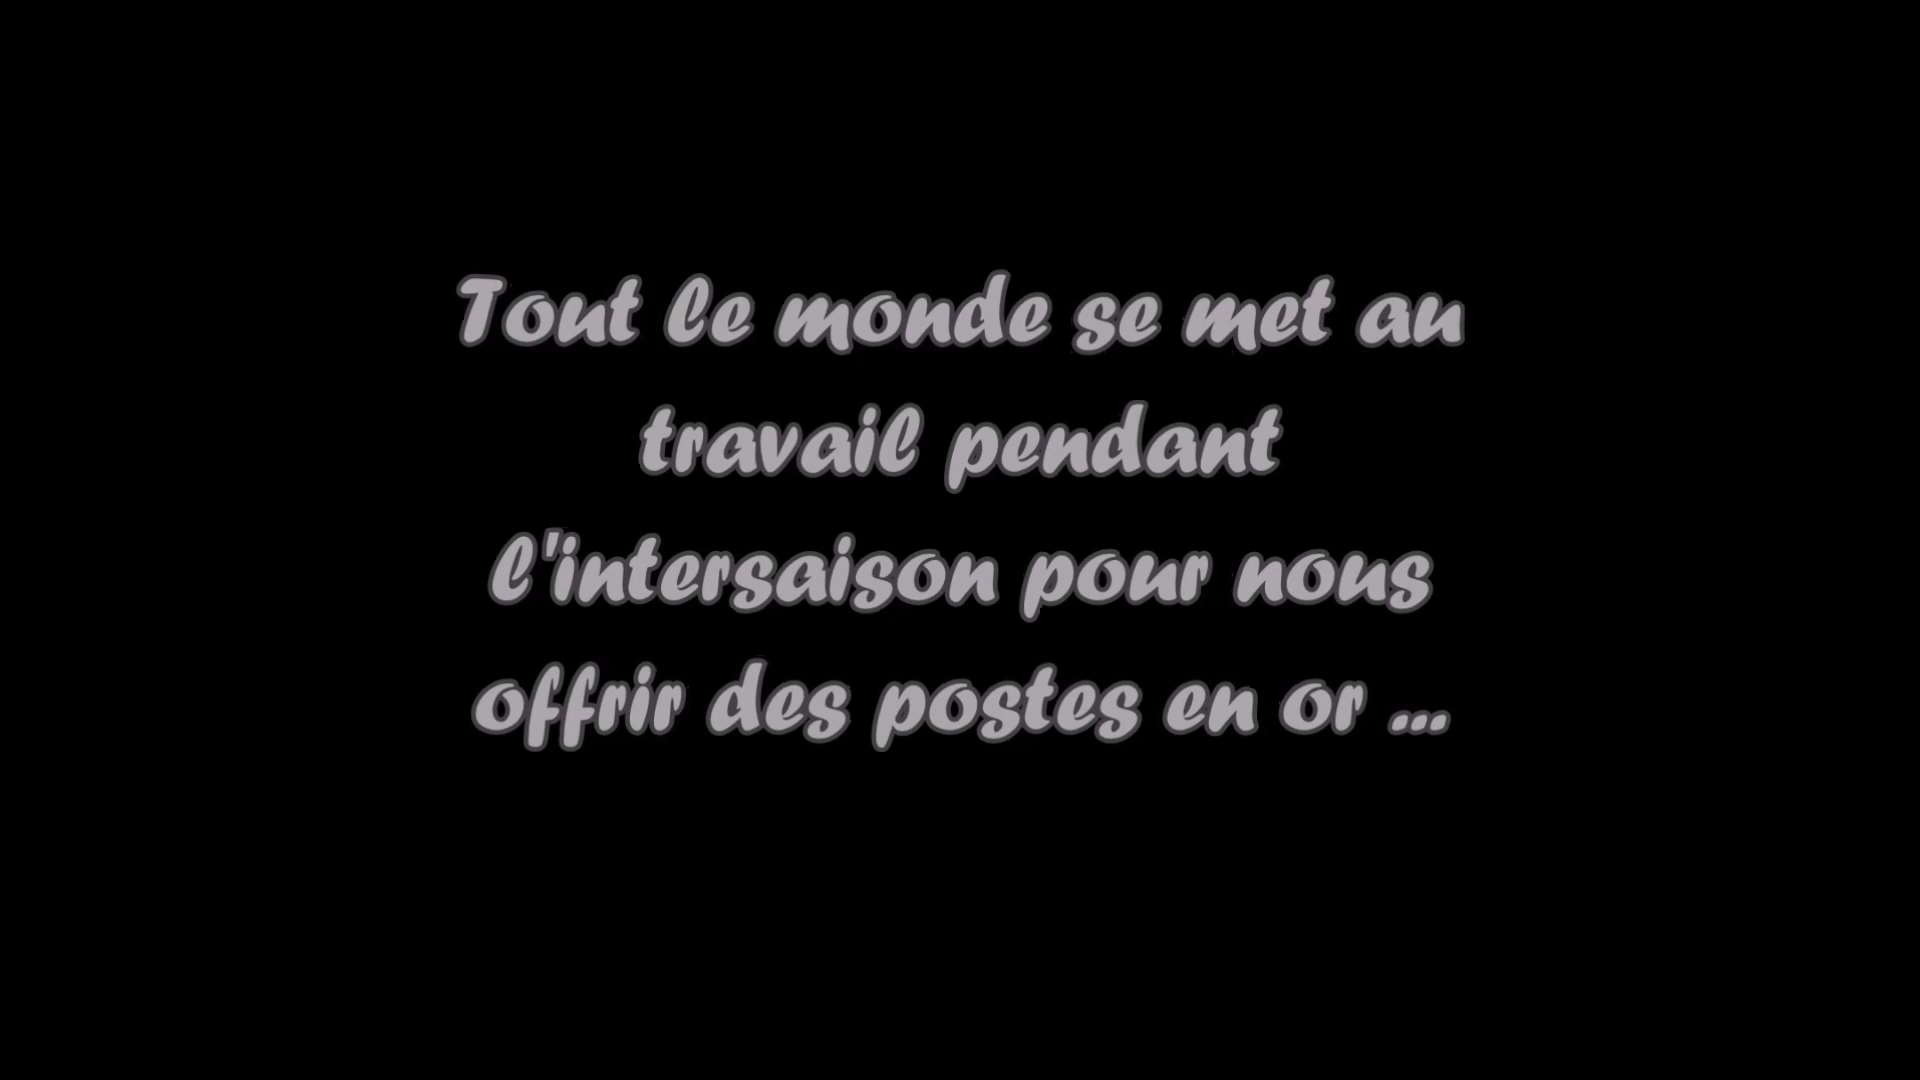 Tout le monde se met au
travail pendant
l'intersaison pour nous
offrir des postes en or ...